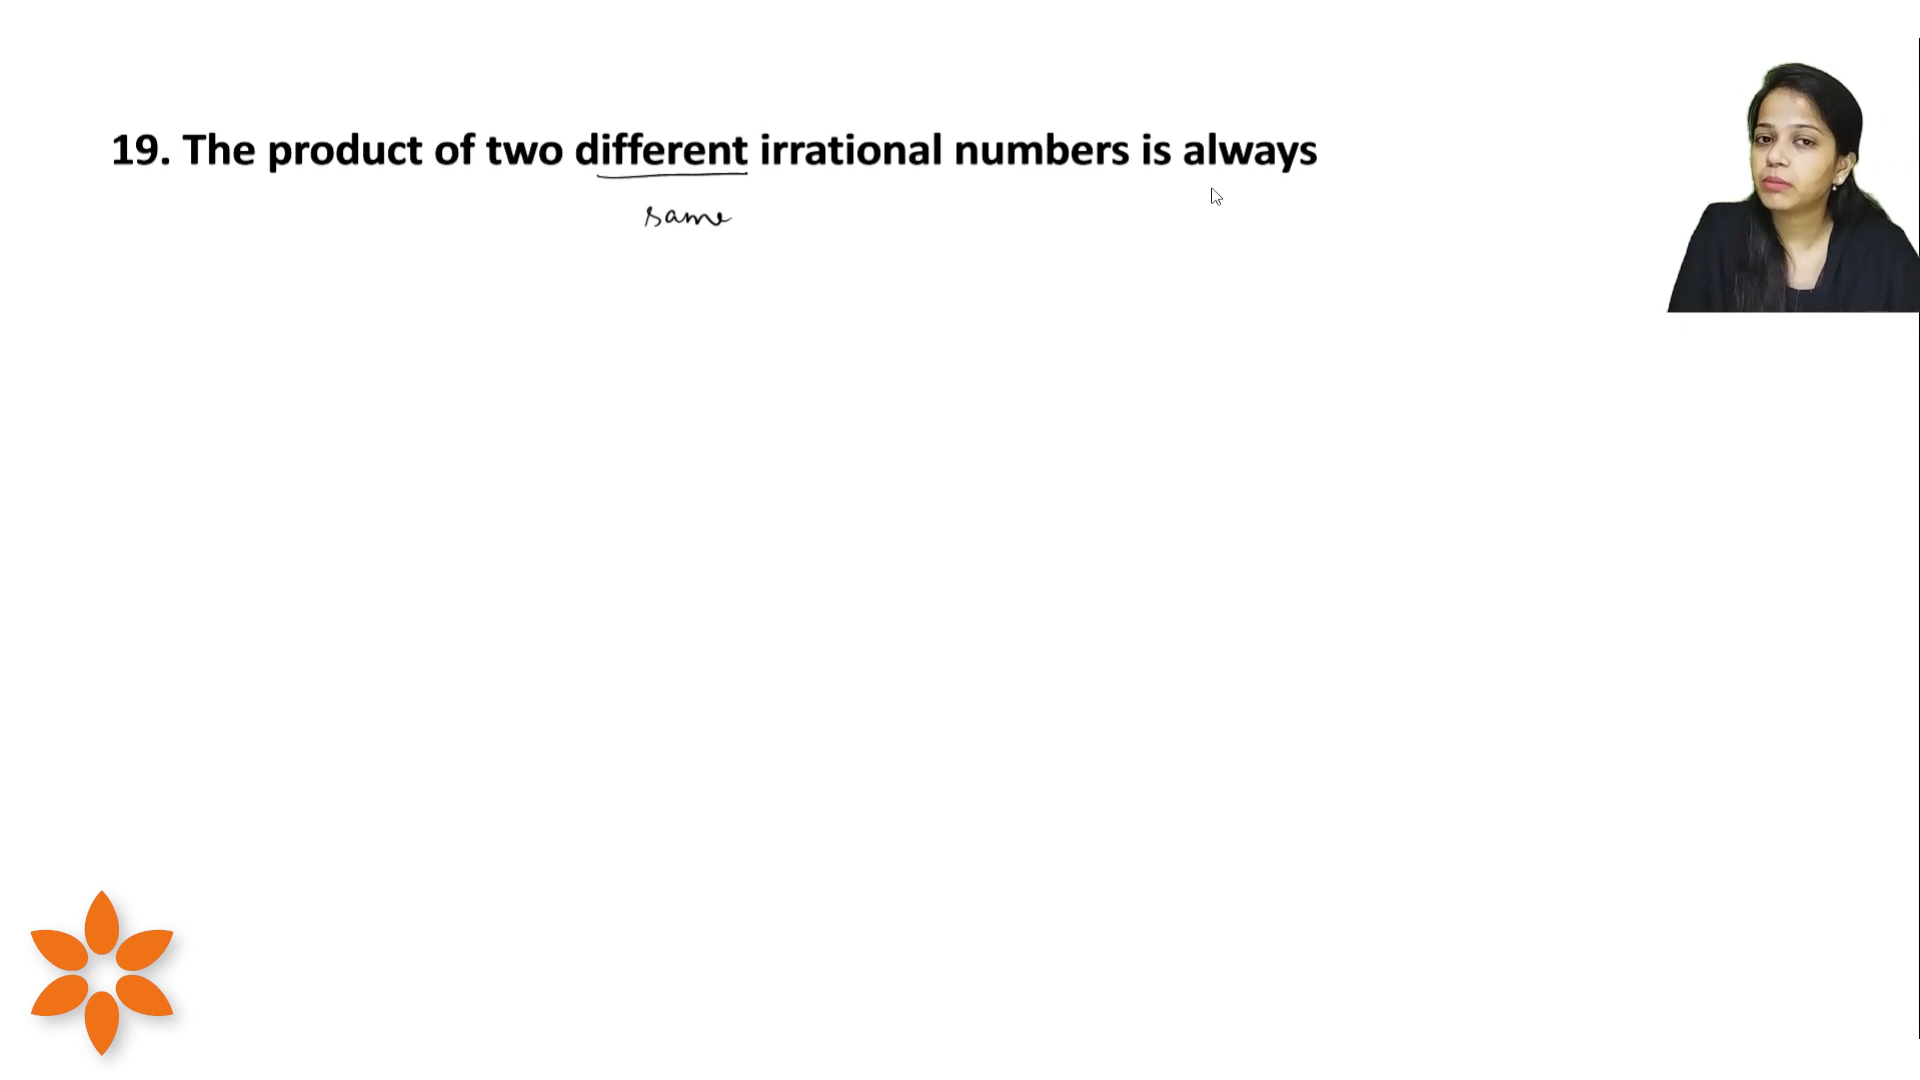 19. The product of two different irrational numbers is always
same